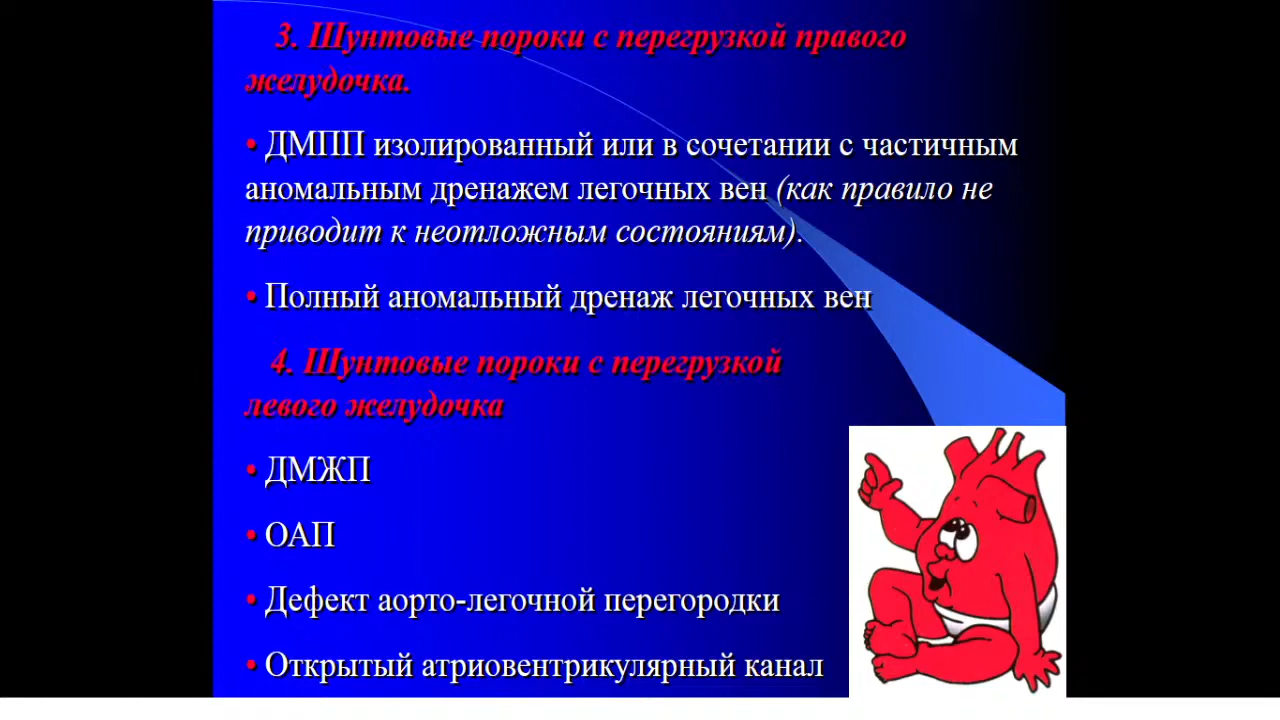 3. Шунтовые пороки с перегрузкой правого
желудочка.
• ДМПП изолированный или в сочетании с частичным
аномальным дренажем легочных вен (как правило не
приводит к неотложным состояниям).
• Полный аномальный дренаж легочных вен
4. Шунтовые пороки с перегрузкой
левого желудочка
• ДМЖП
• ОАП
• Дефект аорто-легочной перегородки
• Открытый атриовентрикулярный канал